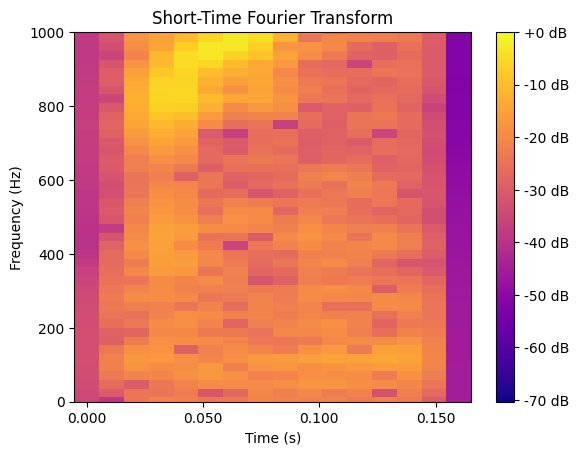 Short-Time Fourier Transform
1000
800
600
400
200
0
Frequency (Hz)
0.000
0.050
0.100
0.150
Time (s)
+0 dB
-10 dB
-20 dB
-30 dB
-40 dB
-50 dB
-60 dB
-70 dB